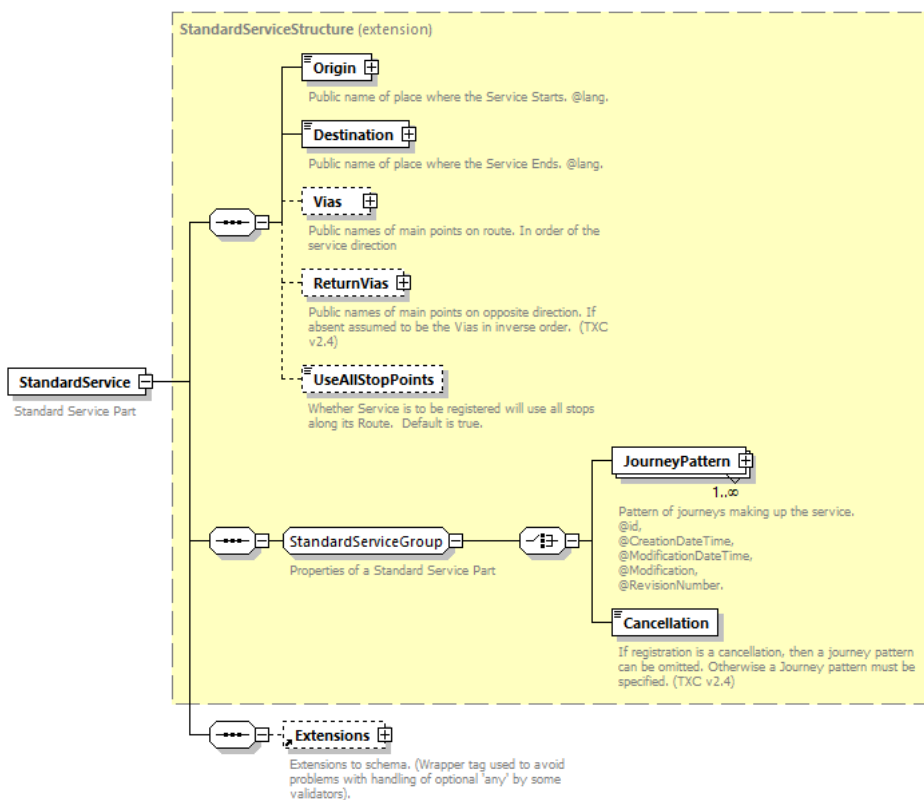 StandardServiceStructure (extension)
Origin
Public name of place where the Service Starts. @lang.
Destination
Public name of place where the Service Ends. @lang.
Vias
Public names of main points on route. In order of the
service direction
ReturnVias
Public names of main points on opposite direction. If
absent assumed to be the Vias in inverse order. (TXC
v2.4)
UseAllStopPoints
Whether Service is to be registered will use all stops
along its Route. Default is true.
StandardService
Standard Service Part
JourneyPattern
1..∞
Pattern of journeys making up the service.
@id,
@CreationDateTime,
@ModificationDateTime,
@Modification,
@RevisionNumber.
StandardServiceGroup
Properties of a Standard Service Part
Cancellation
If registration is a cancellation, then a journey pattern
can be omitted. Otherwise a Journey pattern must be
specified. (TXC v2.4)
Extensions
Extensions to schema. (Wrapper tag used to avoid
problems with handling of optional 'any' by some
validators).